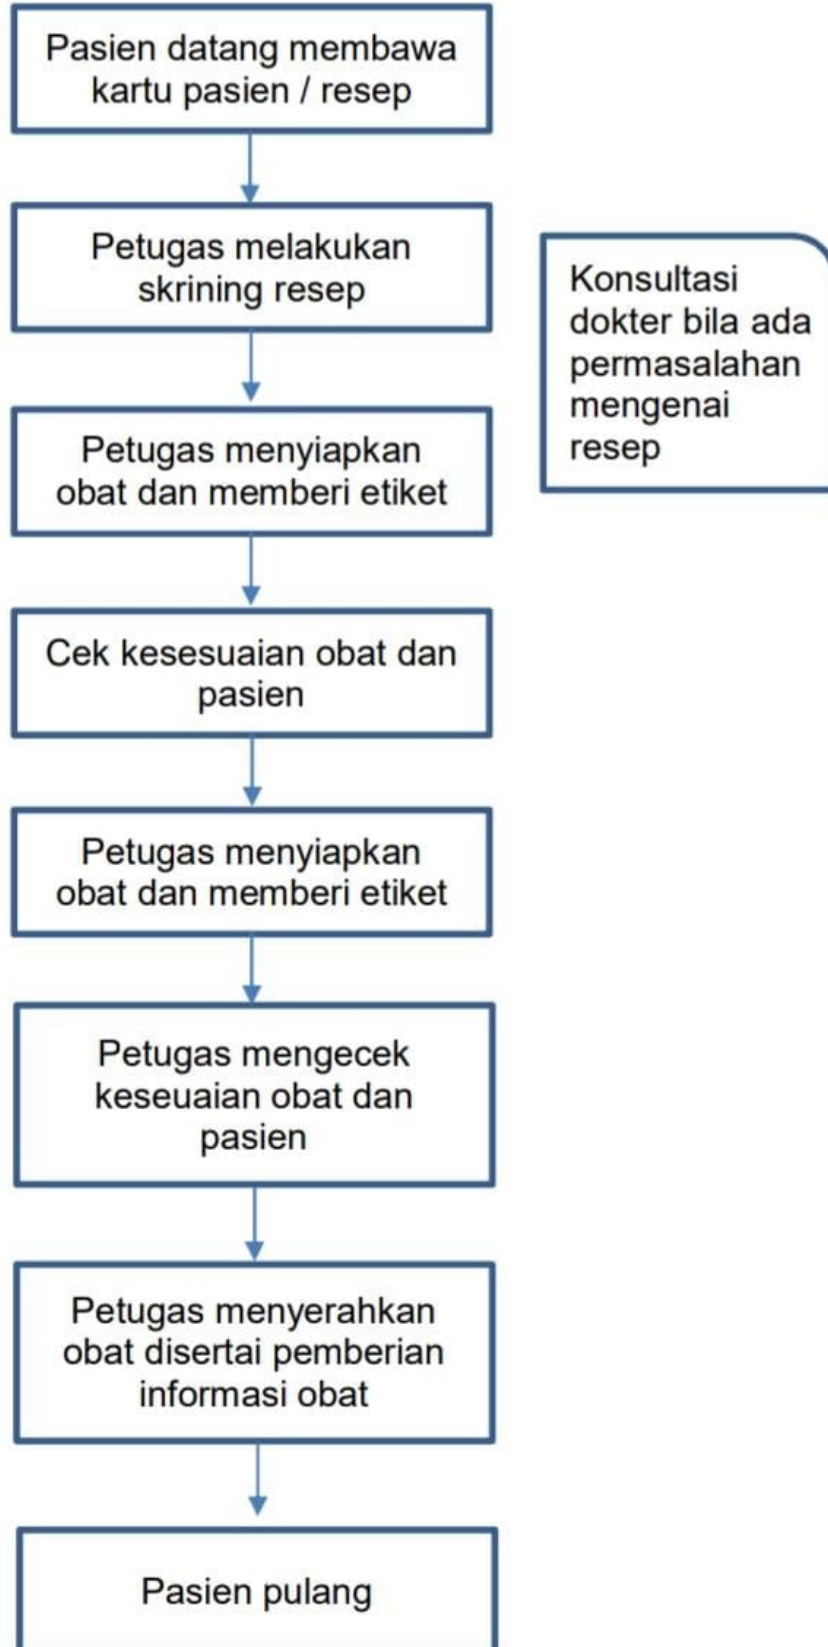 Pasien datang membawa
kartu pasien / resep
Petugas melakukan
skrining resep
Konsultasi
dokter bila ada
permasalahan
mengenai
resep
Petugas menyiapkan
obat dan memberi etiket
Cek kesesuaian obat dan
pasien
Petugas menyiapkan
obat dan memberi etiket
Petugas mengecek
keseuaian obat dan
pasien
Petugas menyerahkan
obat disertai pemberian
informasi obat
Pasien pulang